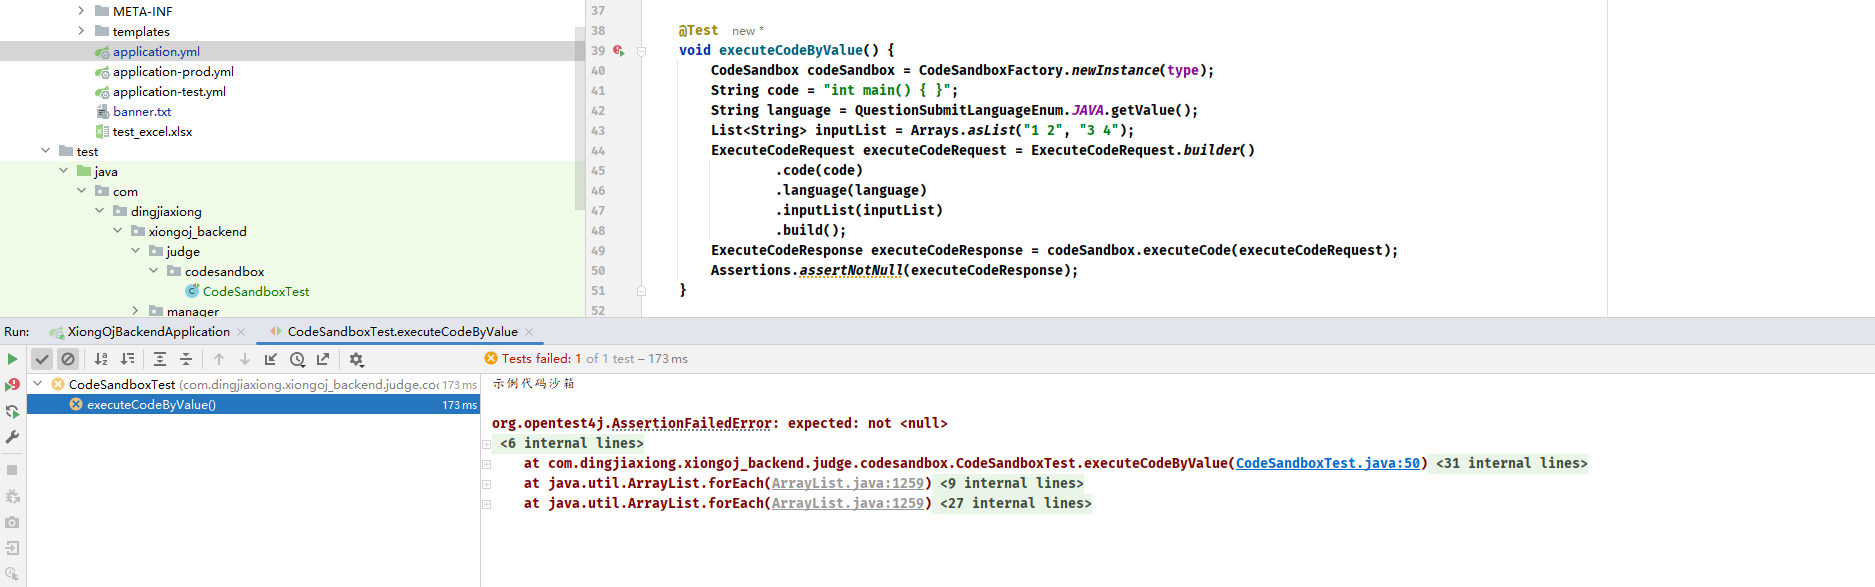 META-INF
templates
application.yml
application-prod.yml
application-test.yml
banner.txt
test_excel.xlsx
test
java
com
dingjiaxiong
xiongoj_backend
judge
codesandbox
CodeSandboxTest
manager
37
38 @Test new *
39 void executeCodeByValue() {
40 CodeSandbox codeSandbox = CodeSandboxFactory.newInstance(type);
41 String code = "int main() { }";
42 String language = QuestionSubmitLanguageEnum.JAVA.getValue();
43 List<String> inputList = Arrays.asList("1 2", "3 4");
44 ExecuteCodeRequest executeCodeRequest = ExecuteCodeRequest.builder()
45 .code(code)
46 .language(language)
47 .inputList(inputList)
48 .build();
49 ExecuteCodeResponse executeCodeResponse = codeSandbox.executeCode(executeCodeRequest);
50 Assertions.assertNotNull(executeCodeResponse);
51 }
52
Run: XiongOjBackendApplication CodeSandboxTest.executeCodeByValue
Tests failed: 1 of 1 test – 173 ms
CodeSandboxTest (com.dingjiaxiong.xiongoj_backend.judge.co 173 ms
executeCodeByValue() 173 ms
示例代码沙箱
org.opentest4j.AssertionFailedError: expected: not <null>
<6 internal lines>
at com.dingjiaxiong.xiongoj_backend.judge.codesandbox.CodeSandboxTest.executeCodeByValue(CodeSandboxTest.java:50) <31 internal lines>
at java.util.ArrayList.forEach(ArrayList.java:1259) <9 internal lines>
at java.util.ArrayList.forEach(ArrayList.java:1259) <27 internal lines>